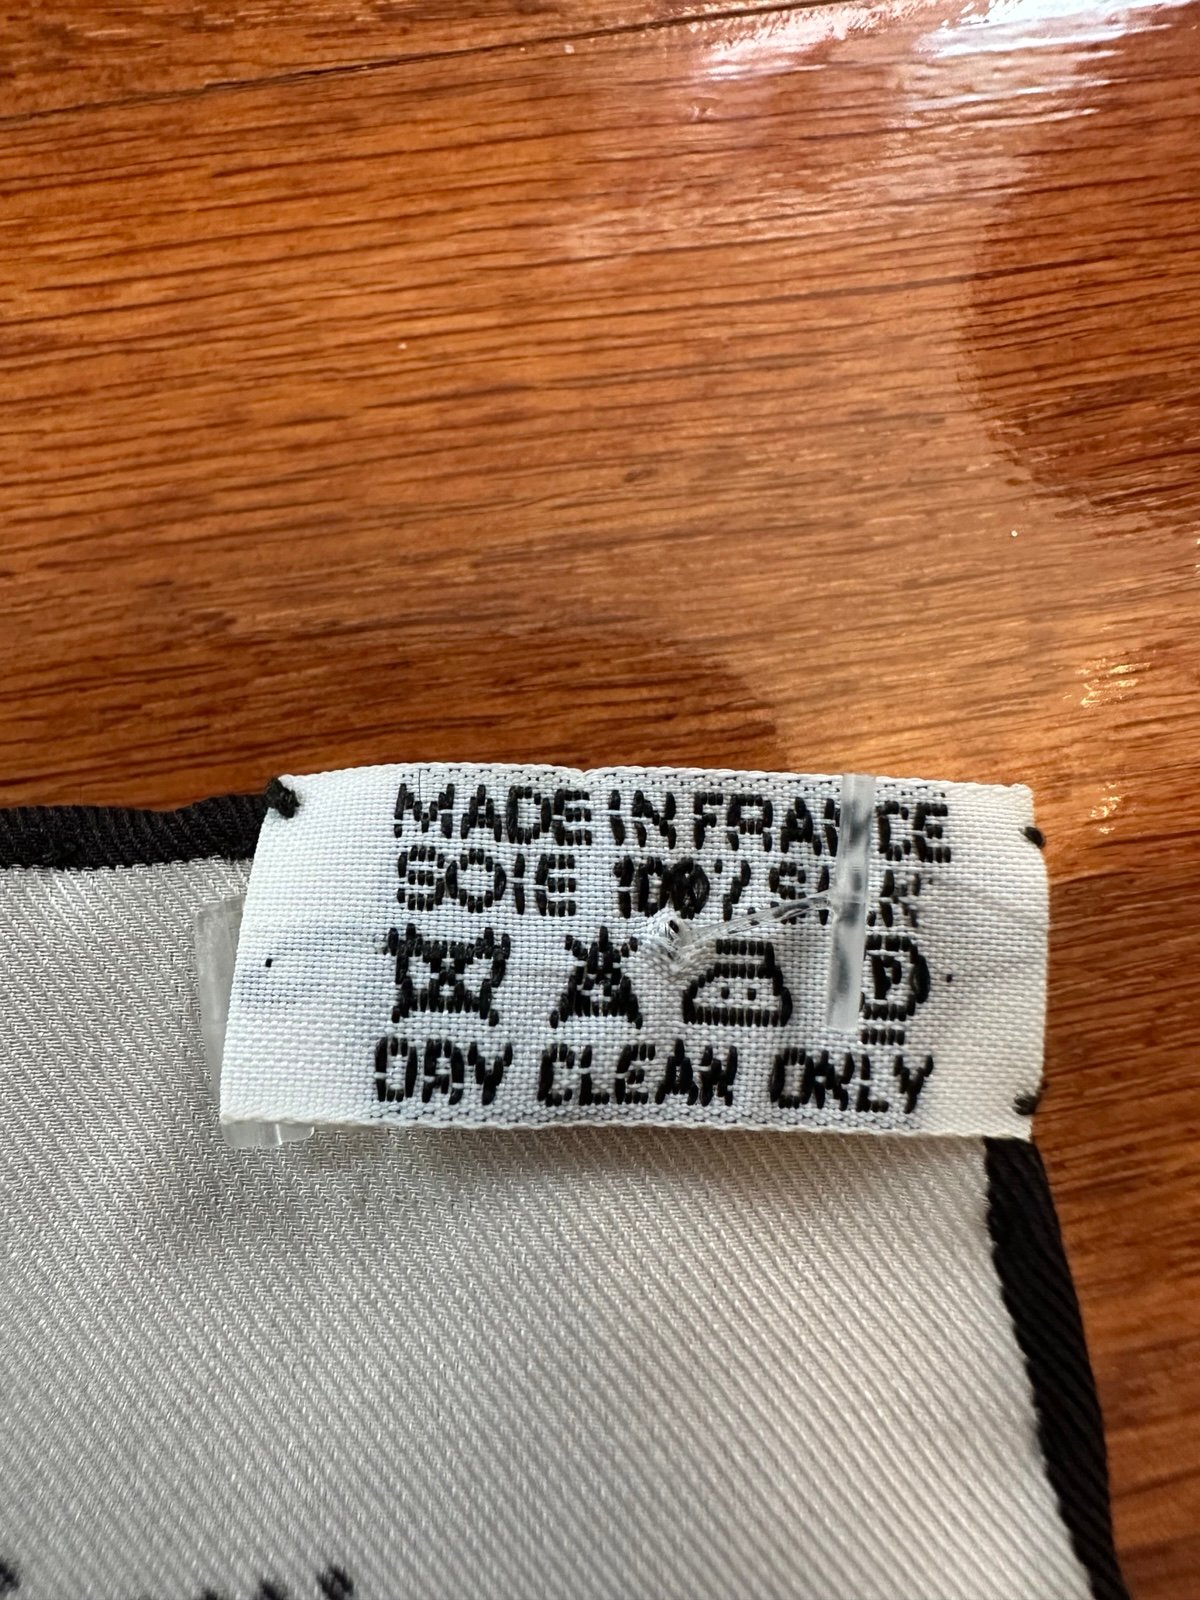 MADE IN FRANCE
SOIE 100% SILK
P
DRY CLEAN ONLY